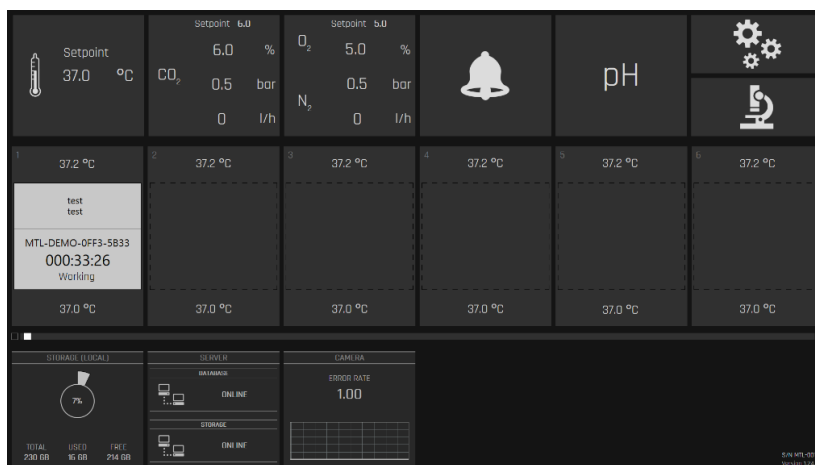 Setpoint
37.0 °C
Setpoint 6.0
CO2
6.0 %
0.5 bar
0 l/h
Setpoint 5.0
O2
5.0 %
N2
0.5 bar
0 l/h
pH
1
37.2 °C
test
test
MTL-DEMO-0FF3-5B33
000:33:26
Working
37.0 °C
2
37.2 °C
37.0 °C
3
37.2 °C
37.0 °C
4
37.2 °C
37.0 °C
5
37.2 °C
37.0 °C
6
37.2 °C
37.0 °C
STORAGE (LOCAL)
7%
TOTAL USED FREE
230 GB 16 GB 214 GB
SERVER
DATABASE
ONLINE
STORAGE
ONLINE
CAMERA
ERROR RATE
1.00
S/N MTL-00
Version